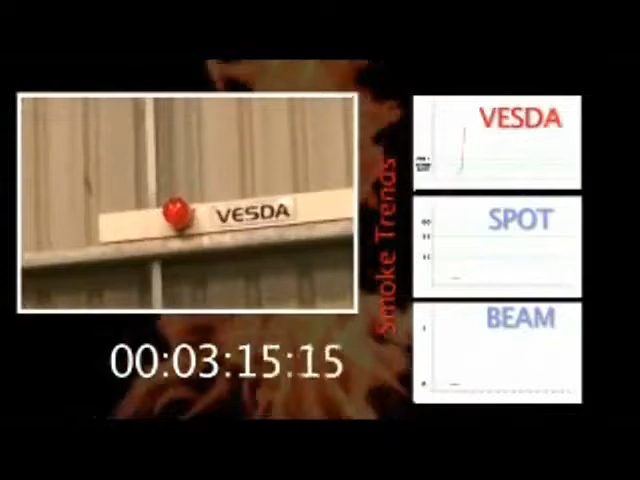 VESDA
Smoke Trends
00:03:15:15
VESDA
SPOT
BEAM